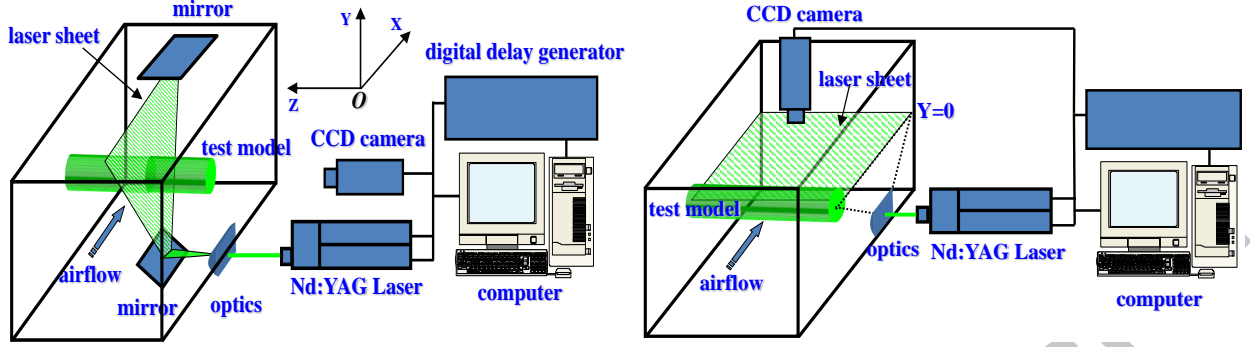 mirror
laser sheet
Y
X
Z
O
digital delay generator
CCD camera
test model
airflow
mirror
optics
Nd:YAG Laser
computer
CCD camera
laser sheet
Y=0
test model
optics
Nd:YAG Laser
airflow
computer